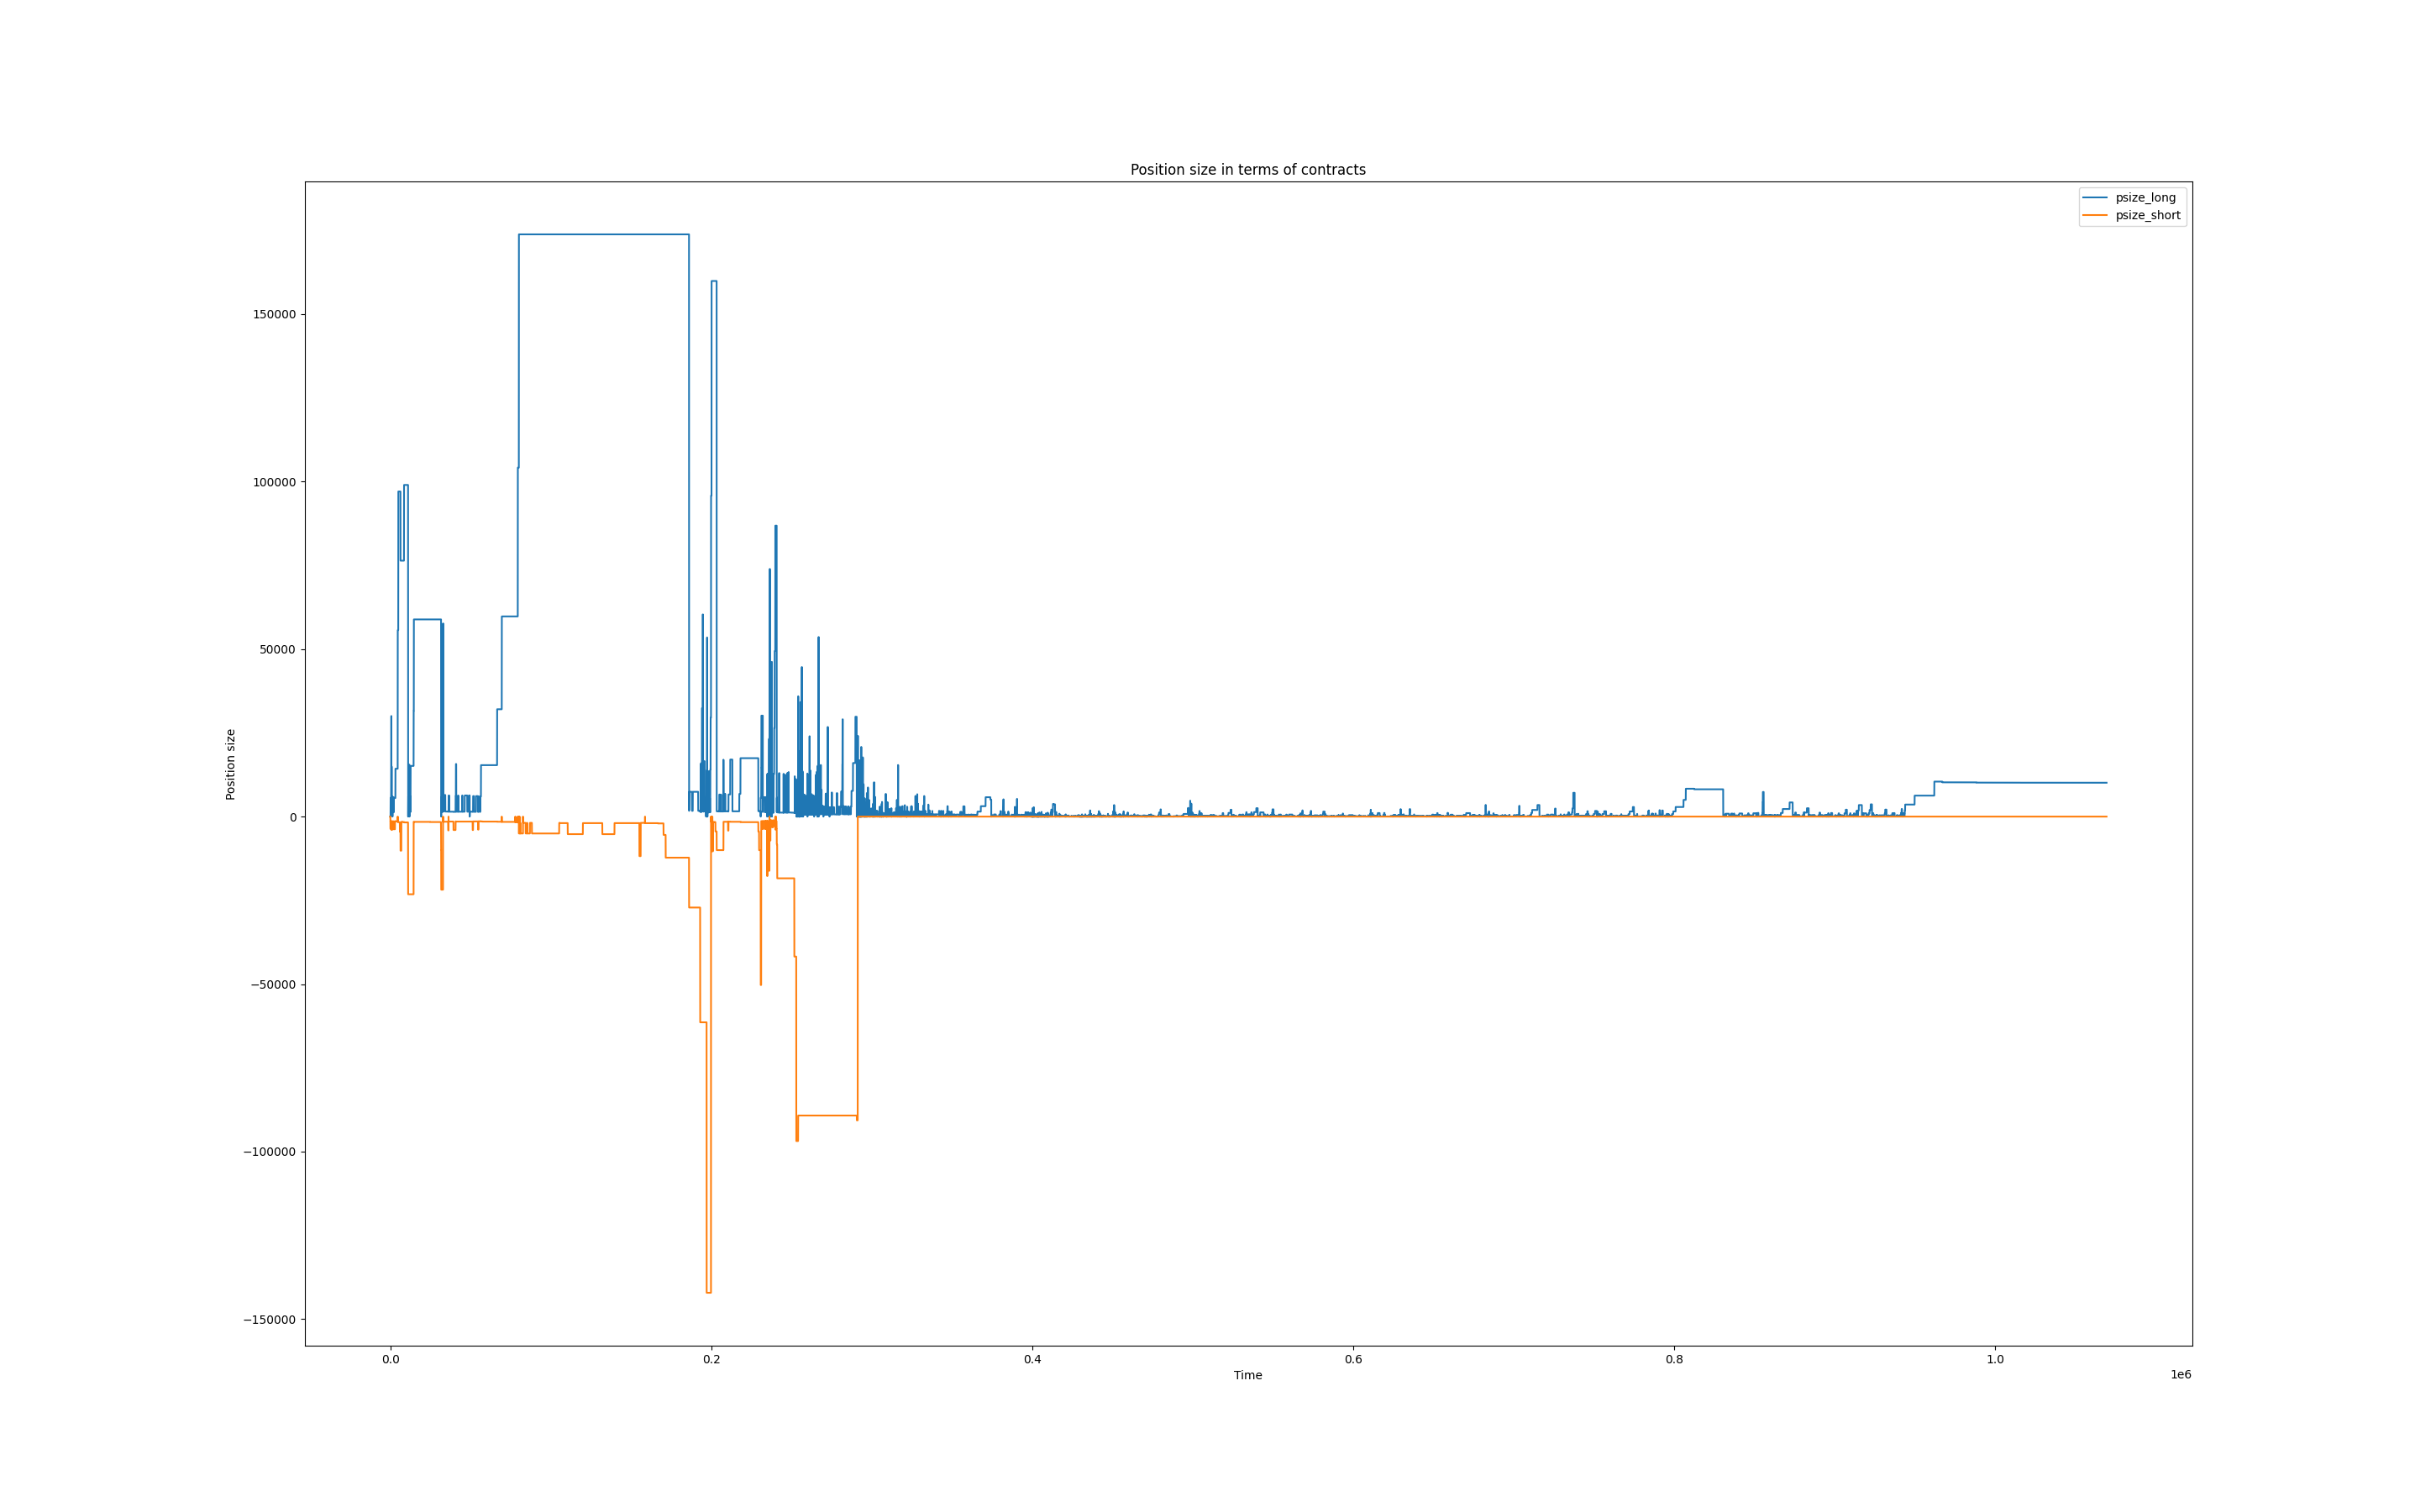 Position size in terms of contracts
psize_long
psize_short
150000
100000
50000
0
−50000
−100000
−150000
Position size
0.0
0.2
0.4
0.6
0.8
1.0
Time
1e6